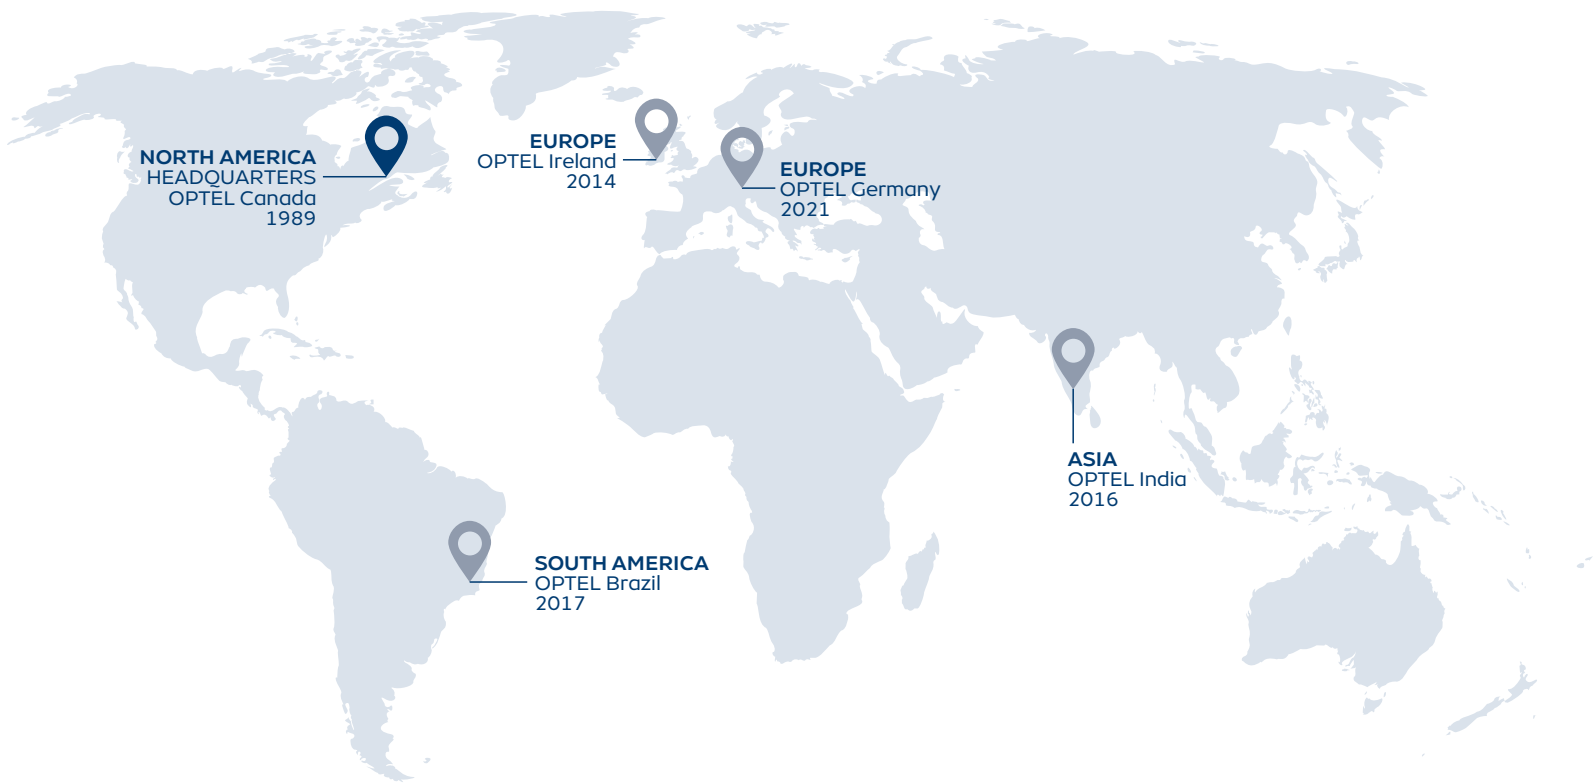 NORTH AMERICA
HEADQUARTERS
OPTEL Canada
1989
EUROPE
OPTEL Ireland
2014
EUROPE
OPTEL Germany
2021
ASIA
OPTEL India
2016
SOUTH AMERICA
OPTEL Brazil
2017